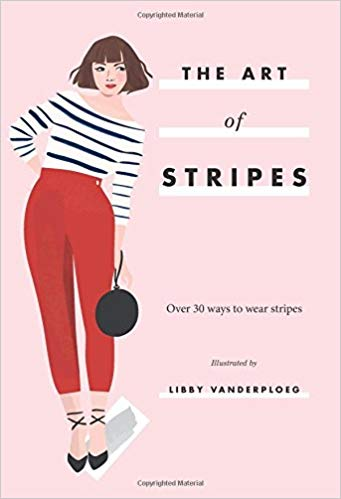 Copyrighted Material
THE ART
of
STRIPES
Over 30 ways to wear stripes
Illustrated by
LIBBY VANDERPLOEG
Copyrighted Material